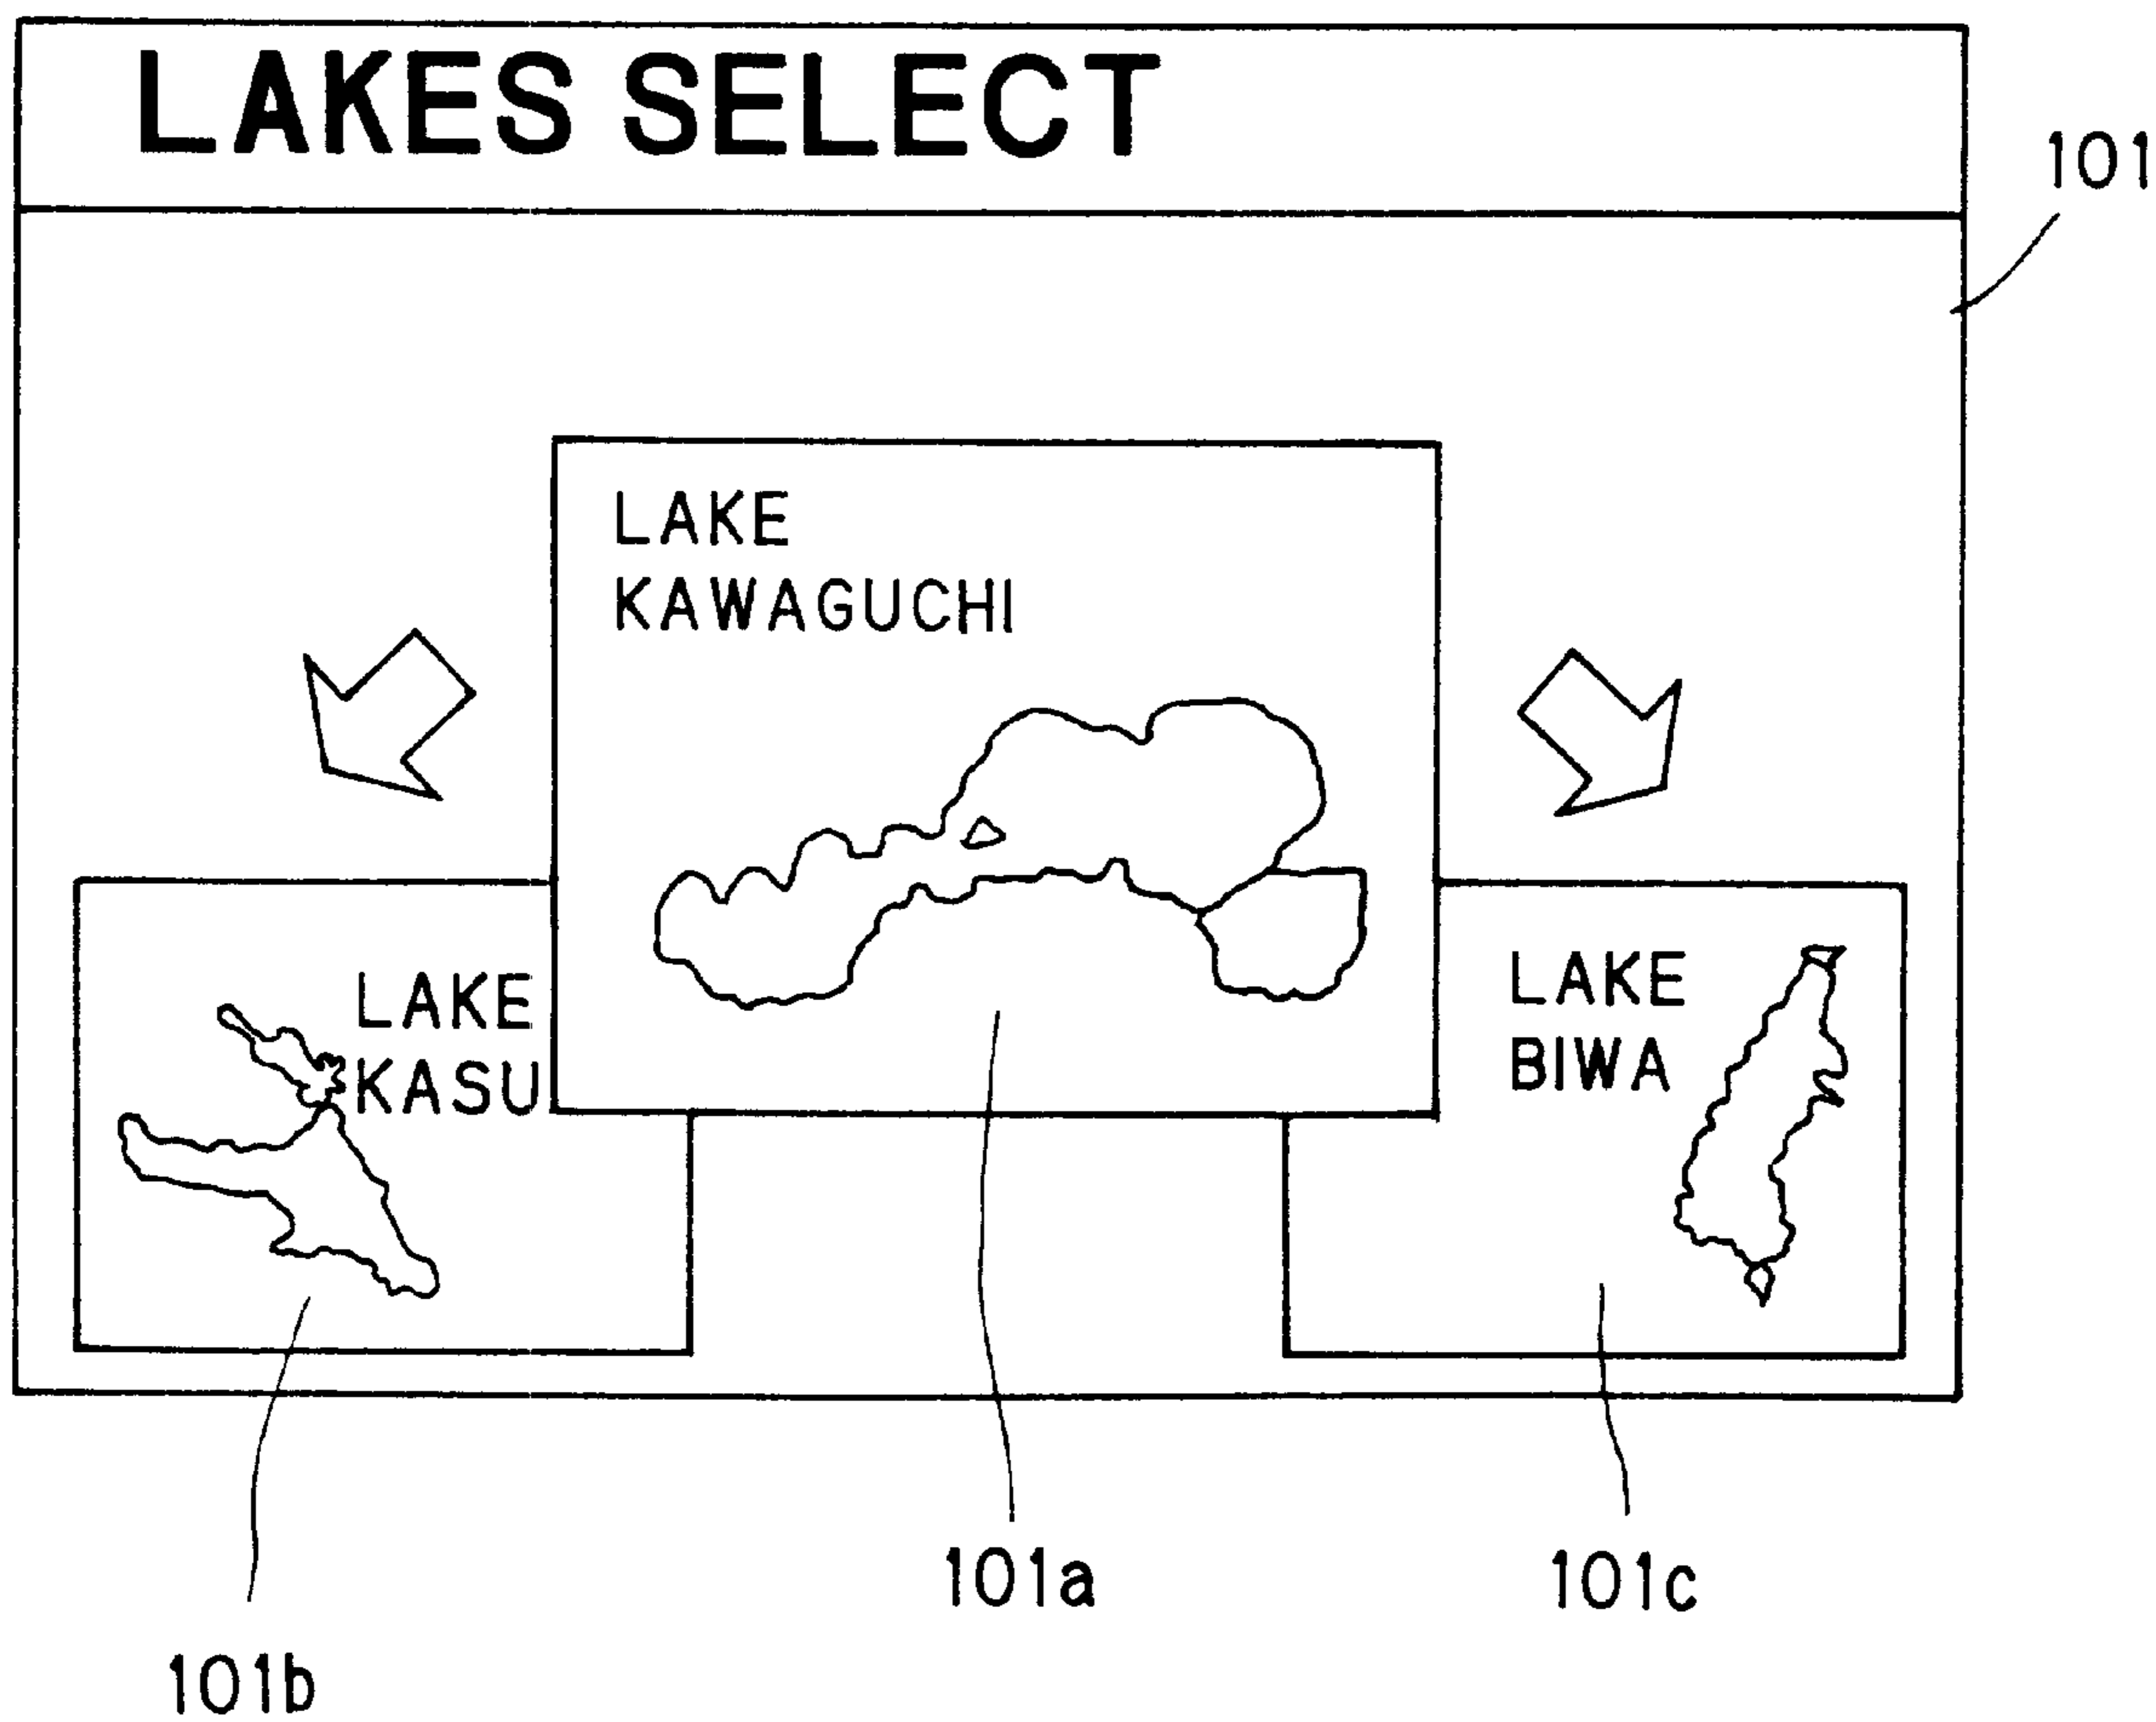 LAKES SELECT
101
LAKE
KAWAGUCHI
LAKE
KASU
LAKE
BIWA
101a
101c
101b